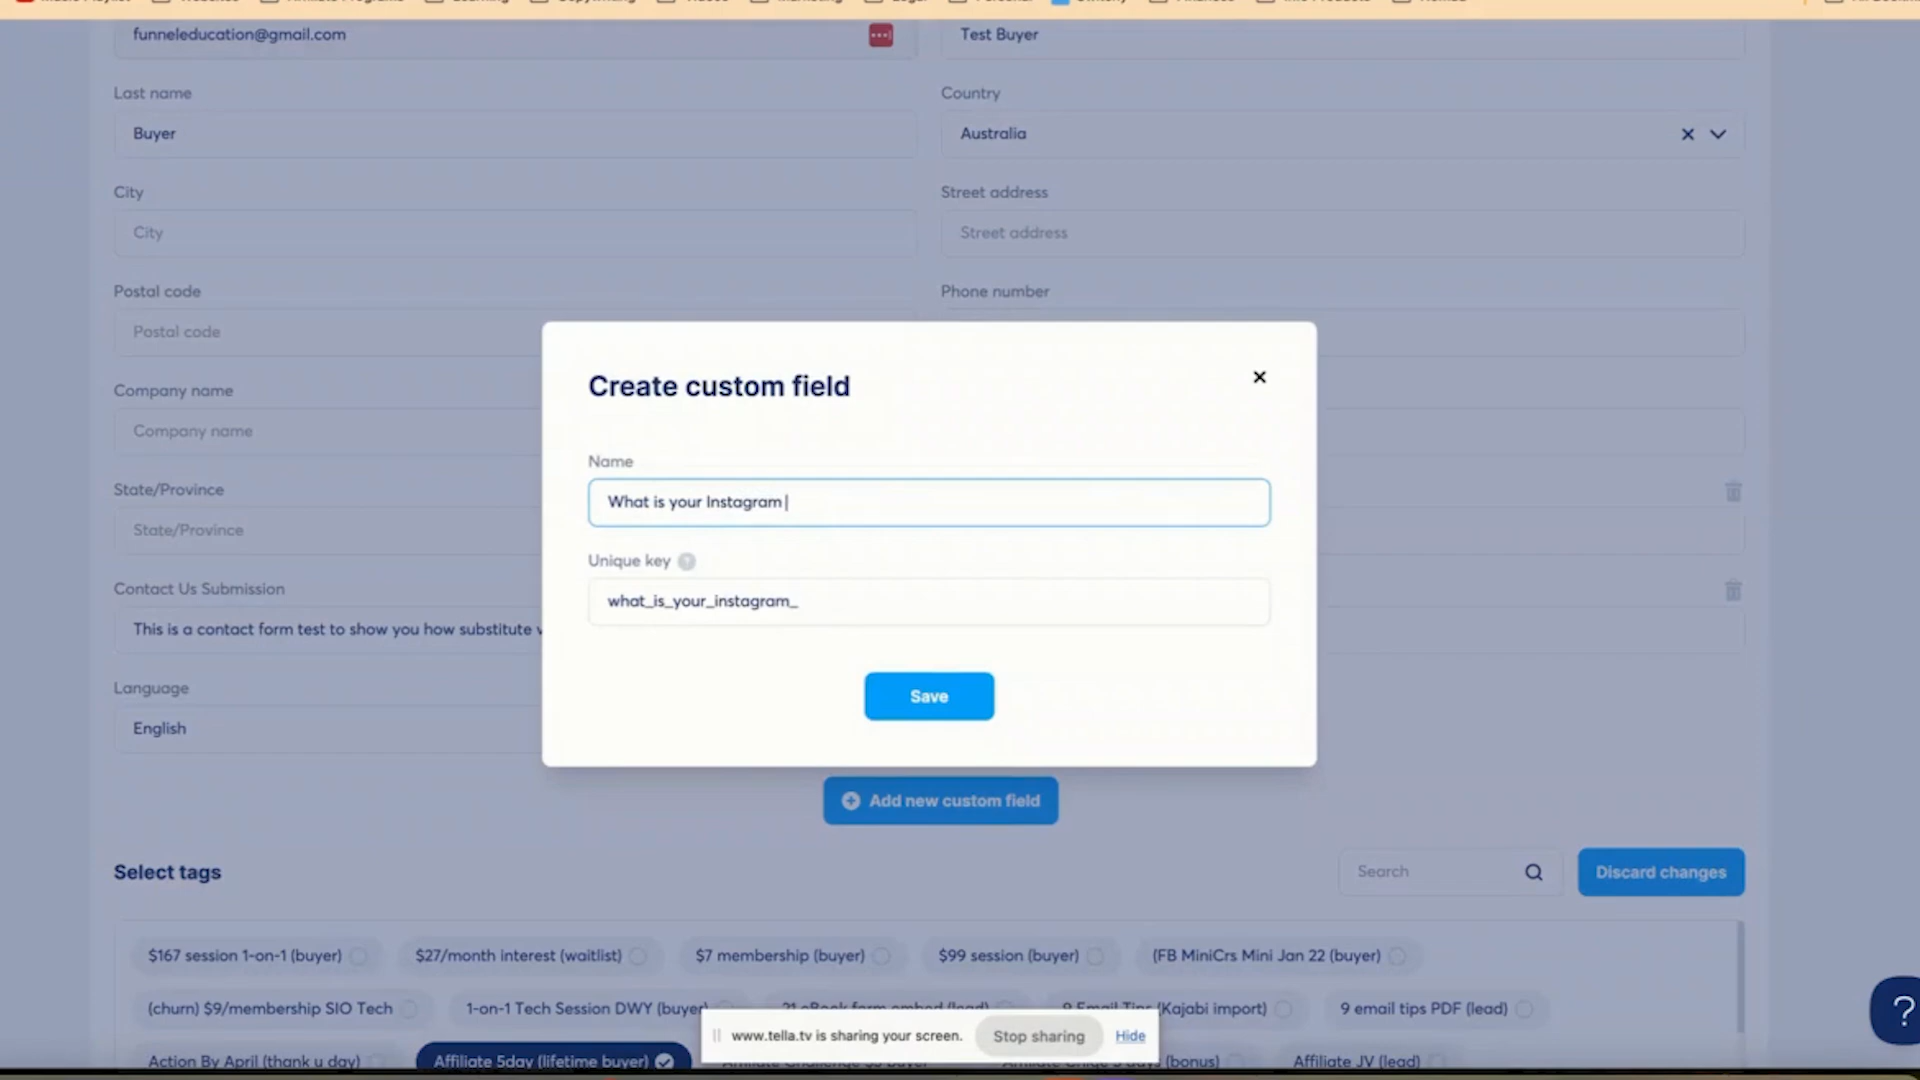 funneleducation@gmail.com
Test Buyer
Last name
Country
Buyer
Australia
City
Street address
City
Street address
Postal code
Phone number
Postal code
Create custom field
Company name
Company name
Name
What is your Instagram
State/Province
State/Province
Unique key ?
what_is_your_instagram_
Contact Us Submission
This is a contact form test to show you how substitute
Language
Save
English
Add new custom field
Select tags
Search
Discard changes
$167 session 1-on-1 (buyer)
$27/month interest (waitlist)
$7 membership (buyer)
$99 session (buyer)
(FB MiniCrs Mini Jan 22 (buyer)
(churn) $9/membership SIO Tech
1-on-1 Tech Session DWY (buyer)
21 eBook form embed (lead)
9 Email Tips (Kajabi import)
9 email tips PDF (lead)
?
www.tella.tv is sharing your screen.
Stop sharing
Hide
Action By April (thank u day)
Affiliate 5day (lifetime buyer)
(bonus)
Affiliate JV (lead)